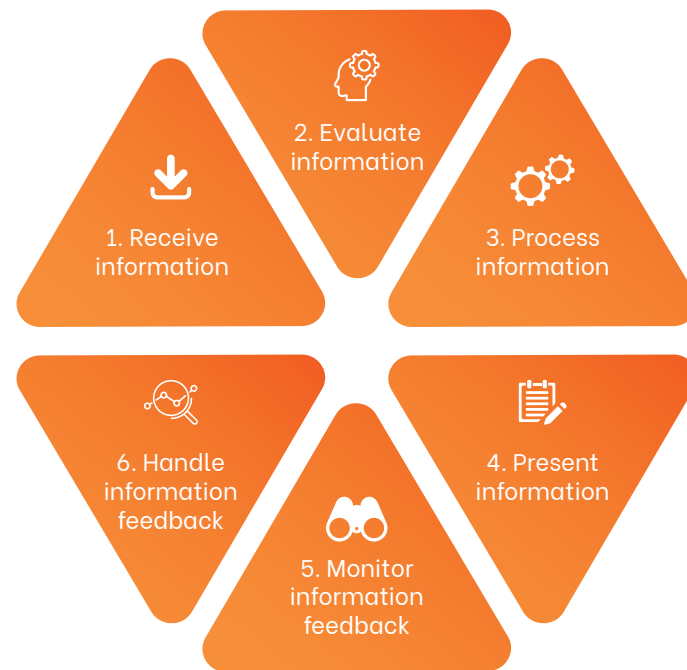 1. Receive
information
2. Evaluate
information
3. Process
information
4. Present
information
5. Monitor
information
feedback
6. Handle
information
feedback